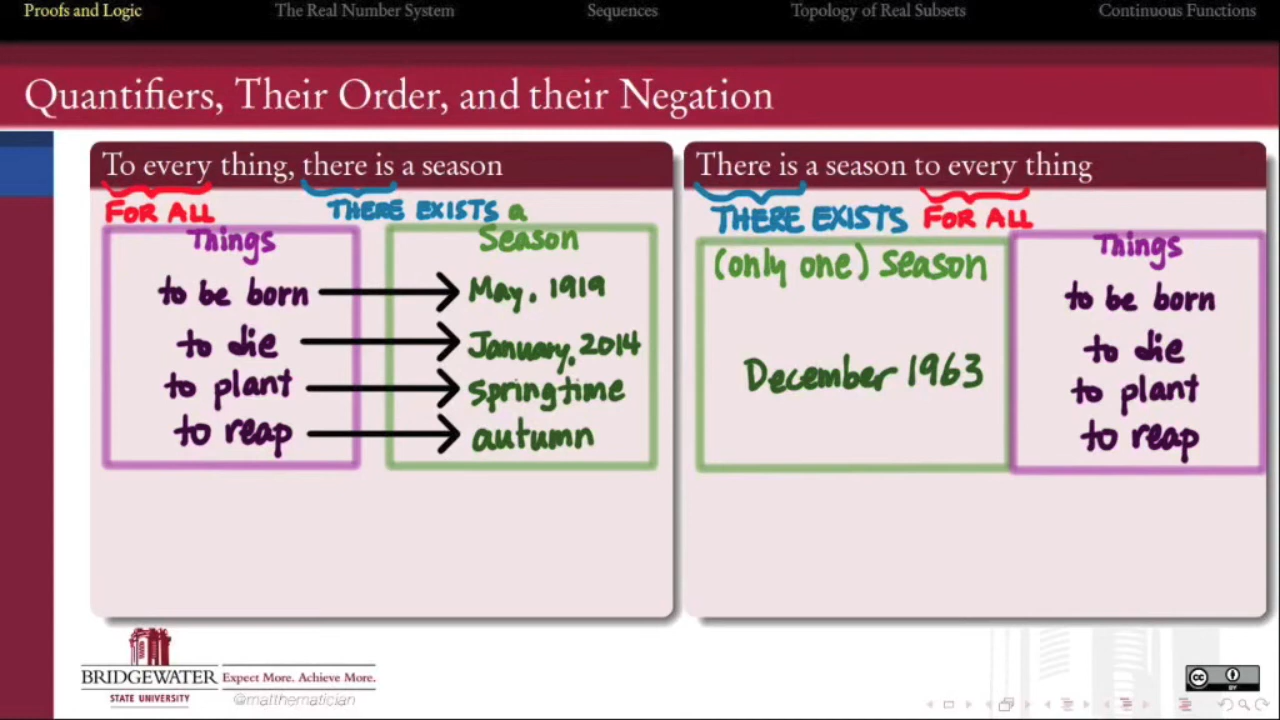 Proofs and Logic The Real Number System Sequences Topology of Real Subsets Continuous Functions
Quantifiers, Their Order, and their Negation
To every thing, there is a season
FOR ALL THERE EXISTS a
Things Season
to be born May, 1919
to die January, 2014
to plant springtime
to reap autumn
There is a season to every thing
THERE EXISTS FOR ALL
(only one) season Things
December 1963
to be born
to die
to plant
to reap
BRIDGEWATER
STATE UNIVERSITY
Expect More. Achieve More.
@matthematician
CC
BY